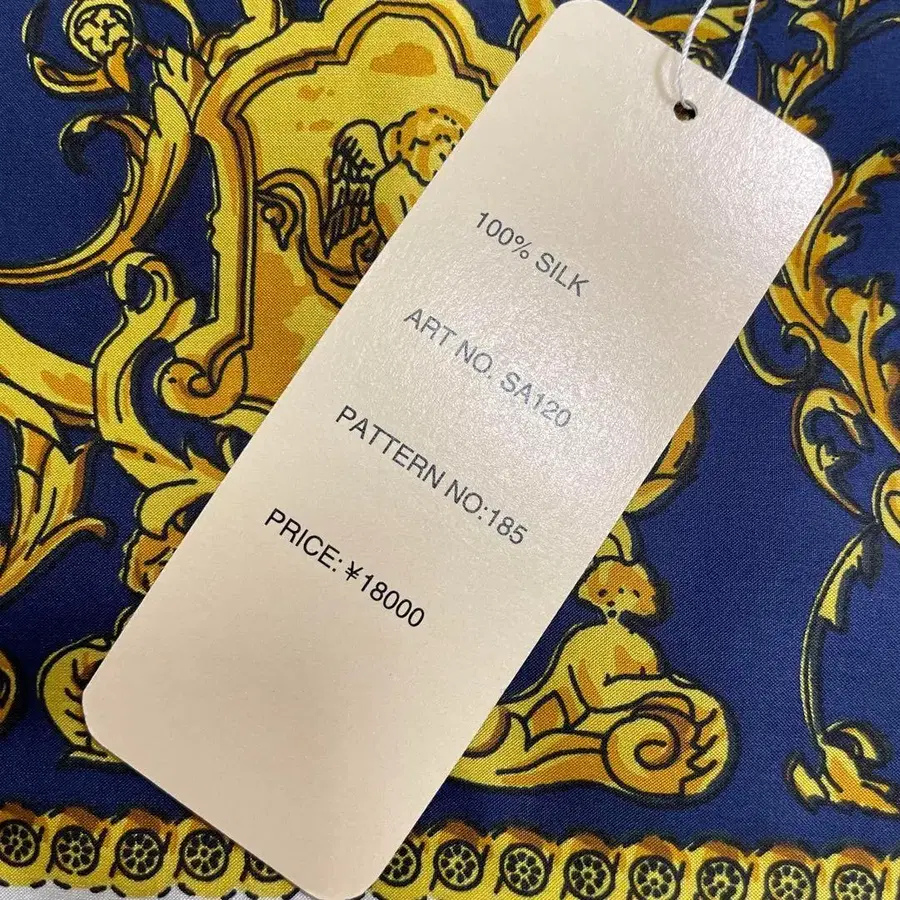 100% SILK
ART NO. SA120
PATTERN NO:185
PRICE: ¥18000